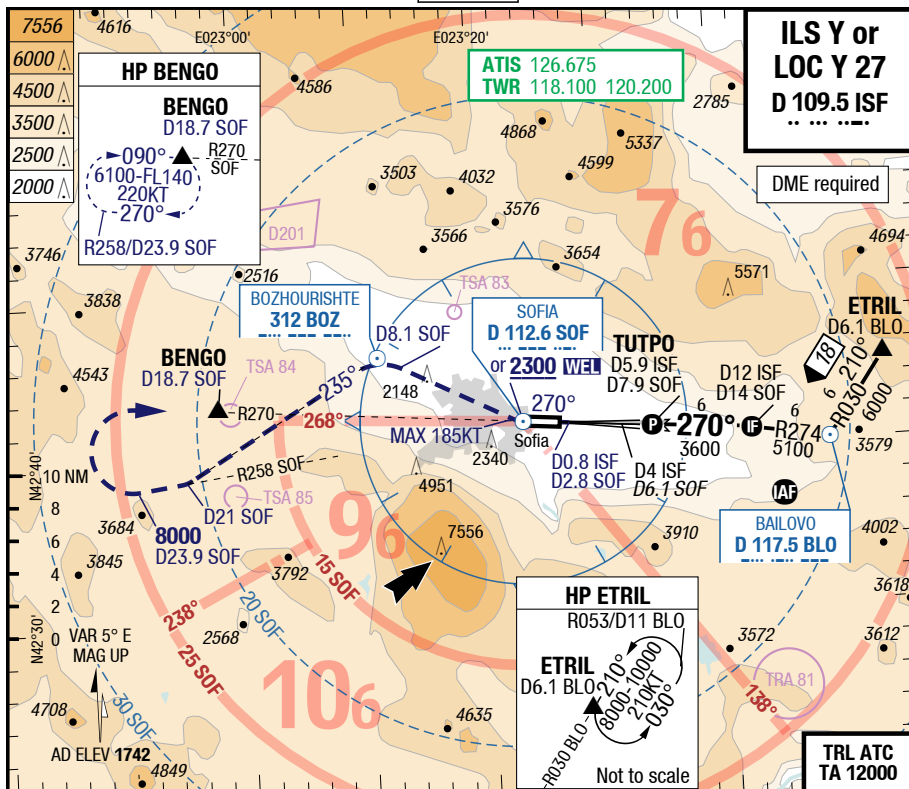 7556
6000
4500
3500
2500
2000
4616
E023°00'
E023°20'
HP BENGO
BENGO
D18.7 SOF
R270
SOF
090°
6100-FL140
220KT
270°
R258/D23.9 SOF
ATIS 126.675
TWR 118.100 120.200
ILS Y or
LOC Y 27
D 109.5 ISF
DME required
4586
4868
5337
2785
4599
3503
4032
3576
3566
3654
76
4694
5571
D201
3746
3838
2516
TSA 83
BOZHOURISHTE
312 BOZ
D8.1 SOF
SOFIA
D 112.6 SOF
or 2300 WEL
TUTPO
D5.9 ISF
D7.9 SOF
D12 ISF
D14 SOF
ETRIL
D6.1 BLO
18
210°
R030
6
6000
4543
BENGO
D18.7 SOF
TSA 84
235°
2148
R270
268°
MAX 185KT
270°
Sofia
2340
P
6
270°
3600
IF
6
R274
5100
3579
N42°40'
10 NM
8
6
4
2
0
R258 SOF
D0.8 ISF
D2.8 SOF
D4 ISF
D6.1 SOF
IAF
TSA 85
D21 SOF
4951
8000
D23.9 SOF
3684
96
7556
3910
BAILOVO
D 117.5 BLO
4002
3845
3792
15 SOF
238°
3618
N42°30'
2568
20 SOF
25 SOF
30 SOF
VAR 5° E
MAG UP
106
HP ETRIL
R053/D11 BLO
ETRIL
D6.1 BLO
210°
8000-10000
210KT
030°
R030 BLO
Not to scale
3572
3612
TRA 81
138°
4708
4635
AD ELEV 1742
4849
TRL ATC
TA 12000